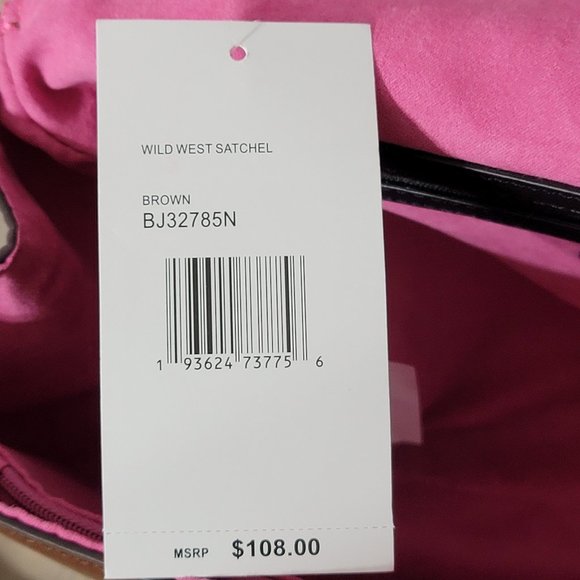 WILD WEST SATCHEL
BROWN
BJ32785N
1 93624 73775 6
MSRP $108.00